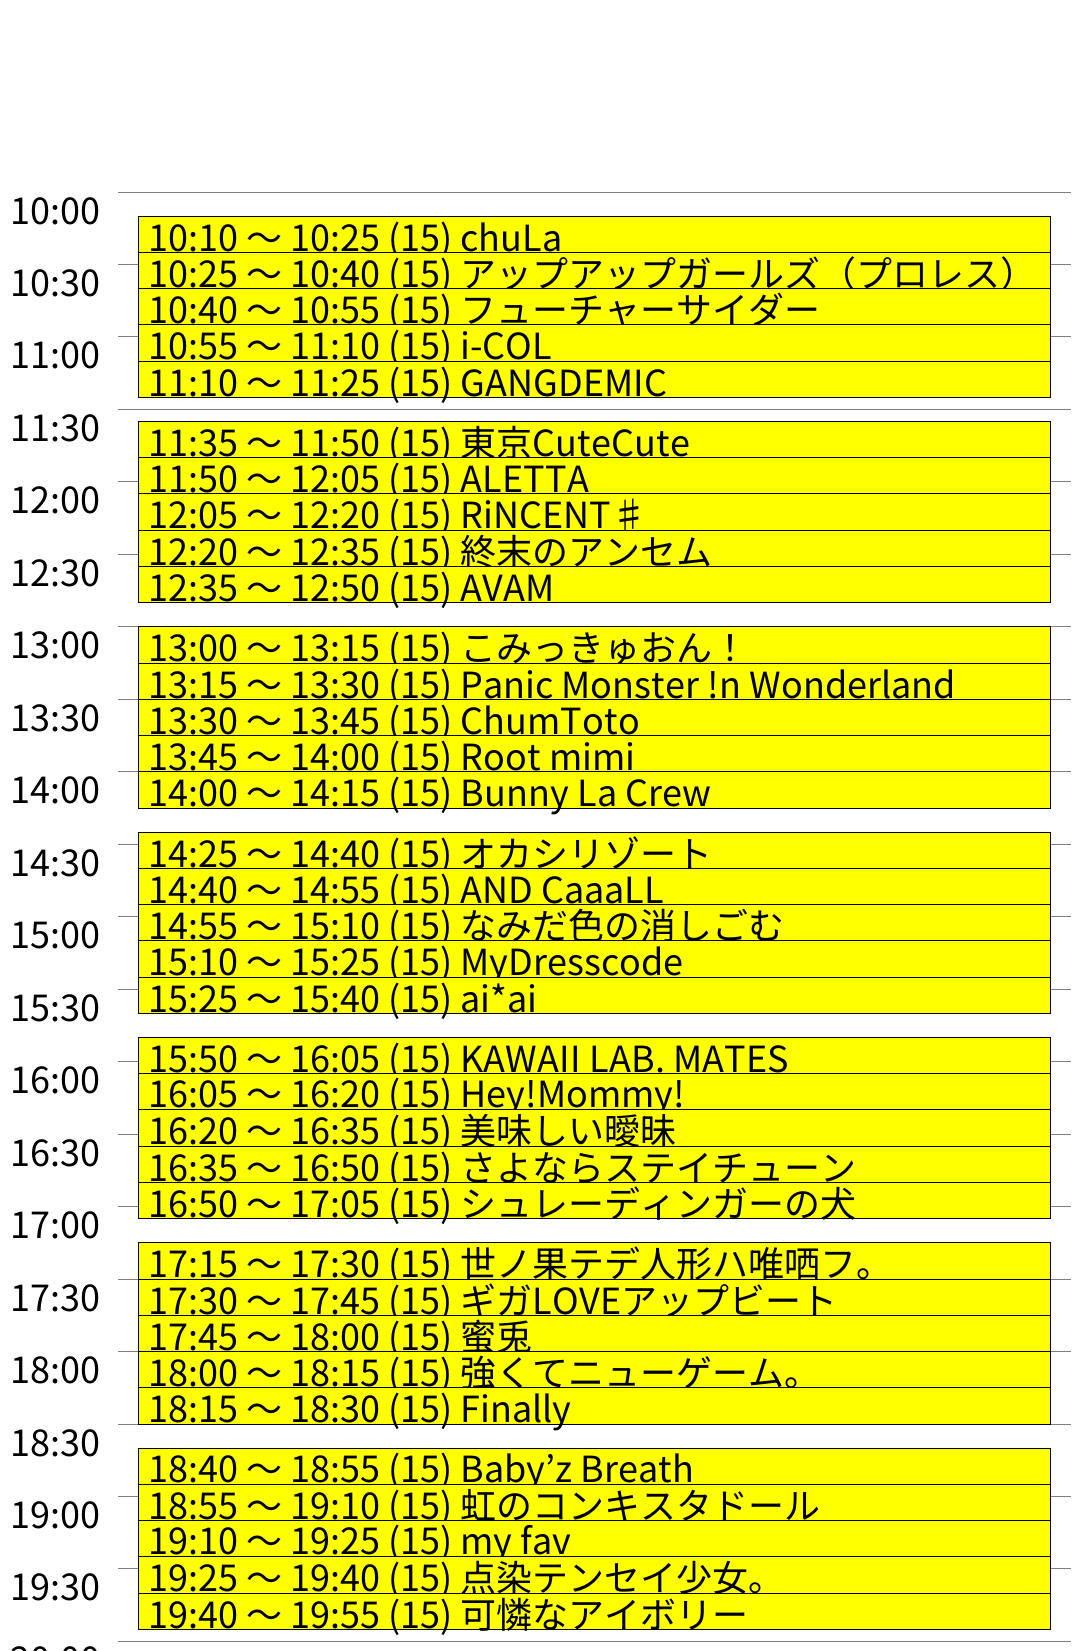 10:00
10:10 ～ 10:25 (15) chuLa
10:25 ～ 10:40 (15) アップアップガールズ（プロレス）
10:30
10:40 ～ 10:55 (15) フューチャーサイダー
10:55 ～ 11:10 (15) i-COL
11:00
11:10 ～ 11:25 (15) GANGDEMIC
11:30
11:35 ～ 11:50 (15) 東京CuteCute
11:50 ～ 12:05 (15) ALETTA
12:00
12:05 ～ 12:20 (15) RiNCENT♯
12:20 ～ 12:35 (15) 終末のアンセム
12:30
12:35 ～ 12:50 (15) AVAM
13:00
13:00 ～ 13:15 (15) こみっきゅおん！
13:15 ～ 13:30 (15) Panic Monster !n Wonderland
13:30
13:30 ～ 13:45 (15) ChumToto
13:45 ～ 14:00 (15) Root mimi
14:00
14:00 ～ 14:15 (15) Bunny La Crew
14:25 ～ 14:40 (15) オカシリゾート
14:30
14:40 ～ 14:55 (15) AND CaaaLL
14:55 ～ 15:10 (15) なみだ色の消しごむ
15:00
15:10 ～ 15:25 (15) MyDresscode
15:25 ～ 15:40 (15) ai*ai
15:30
15:50 ～ 16:05 (15) KAWAII LAB. MATES
16:00
16:05 ～ 16:20 (15) Hey!Mommy!
16:20 ～ 16:35 (15) 美味しい曖昧
16:30
16:35 ～ 16:50 (15) さよならステイチューン
16:50 ～ 17:05 (15) シュレーディンガーの犬
17:00
17:15 ～ 17:30 (15) 世ノ果テデ人形ハ唯哂フ。
17:30
17:30 ～ 17:45 (15) ギガLOVEアップビート
17:45 ～ 18:00 (15) 蜜兎
18:00
18:00 ～ 18:15 (15) 強くてニューゲーム。
18:15 ～ 18:30 (15) Finally
18:30
18:40 ～ 18:55 (15) Baby’z Breath
18:55 ～ 19:10 (15) 虹のコンキスタドール
19:00
19:10 ～ 19:25 (15) my fav
19:25 ～ 19:40 (15) 点染テンセイ少女。
19:30
19:40 ～ 19:55 (15) 可憐なアイボリー